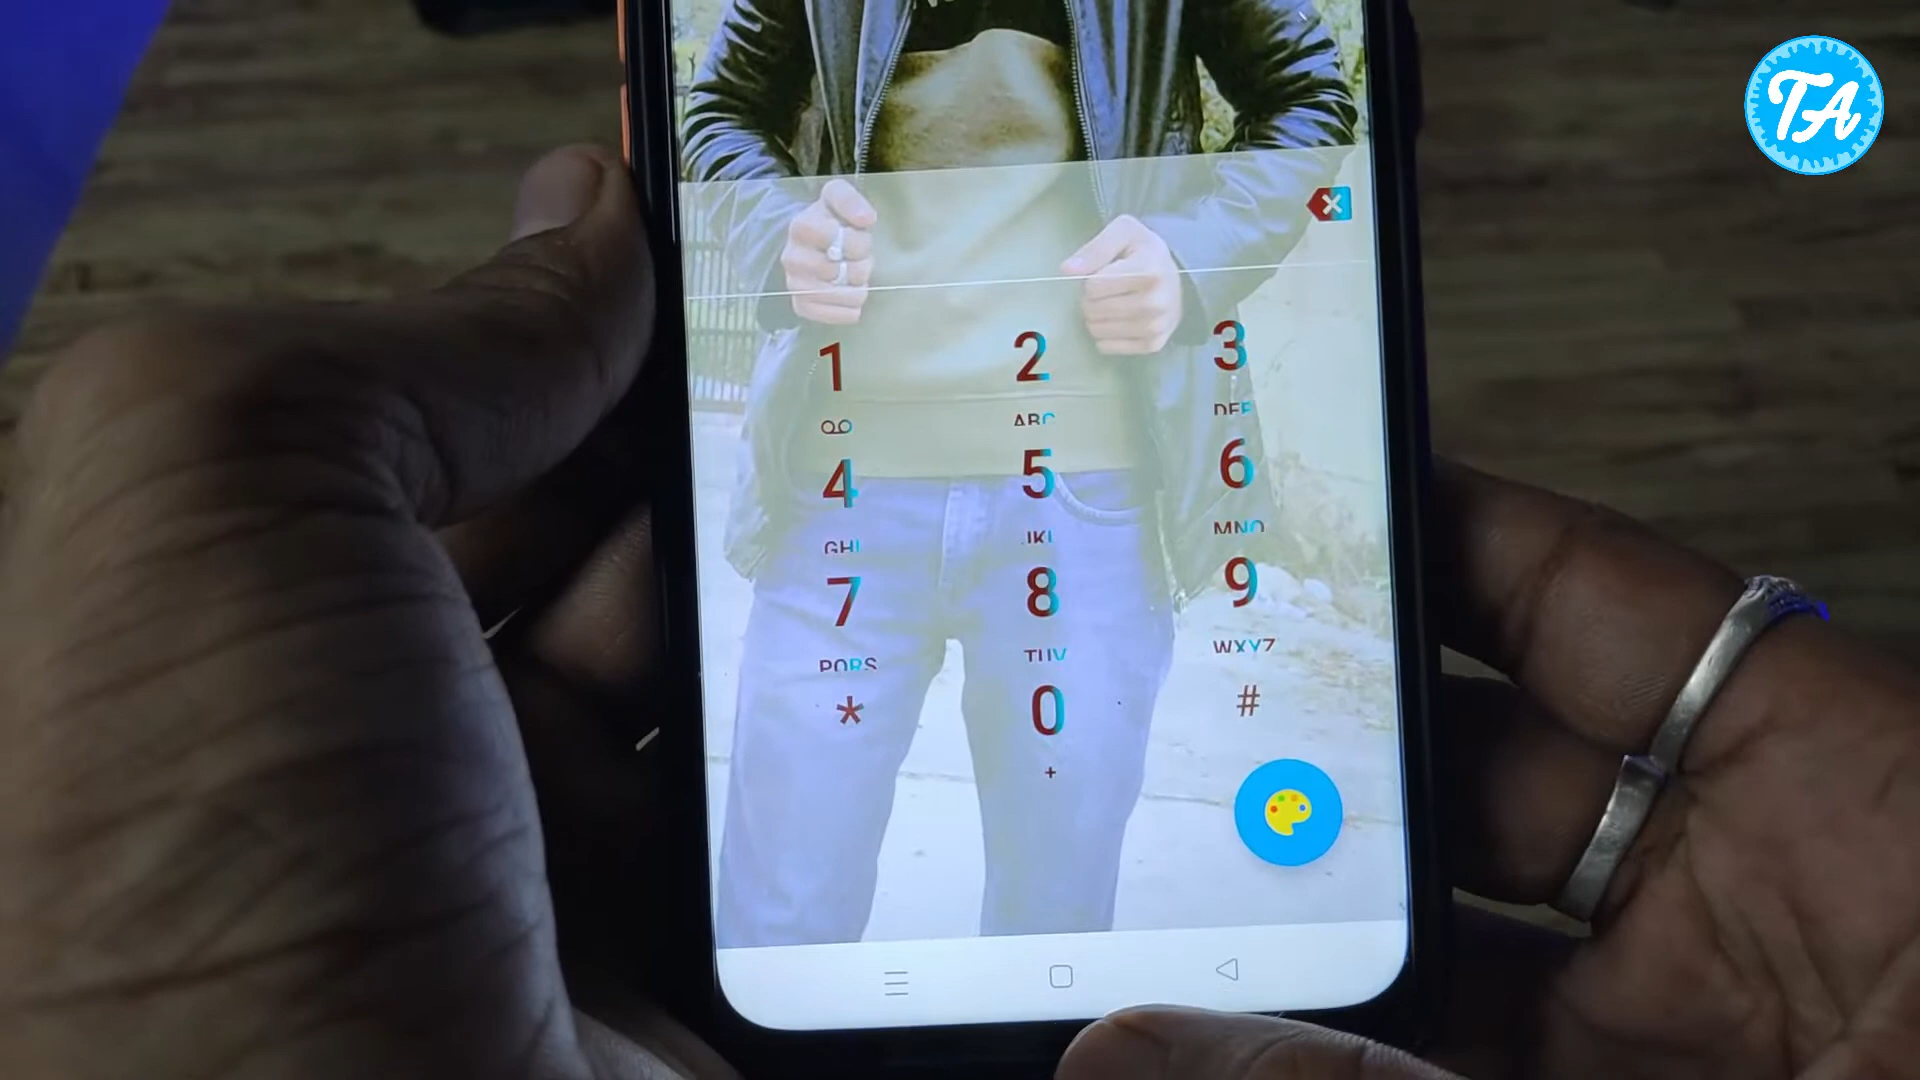 TA
1 2 3
ABC DEF
4 5 6
GHI JKL MNO
7 8 9
PQRS TUV WXYZ
* 0 #
+